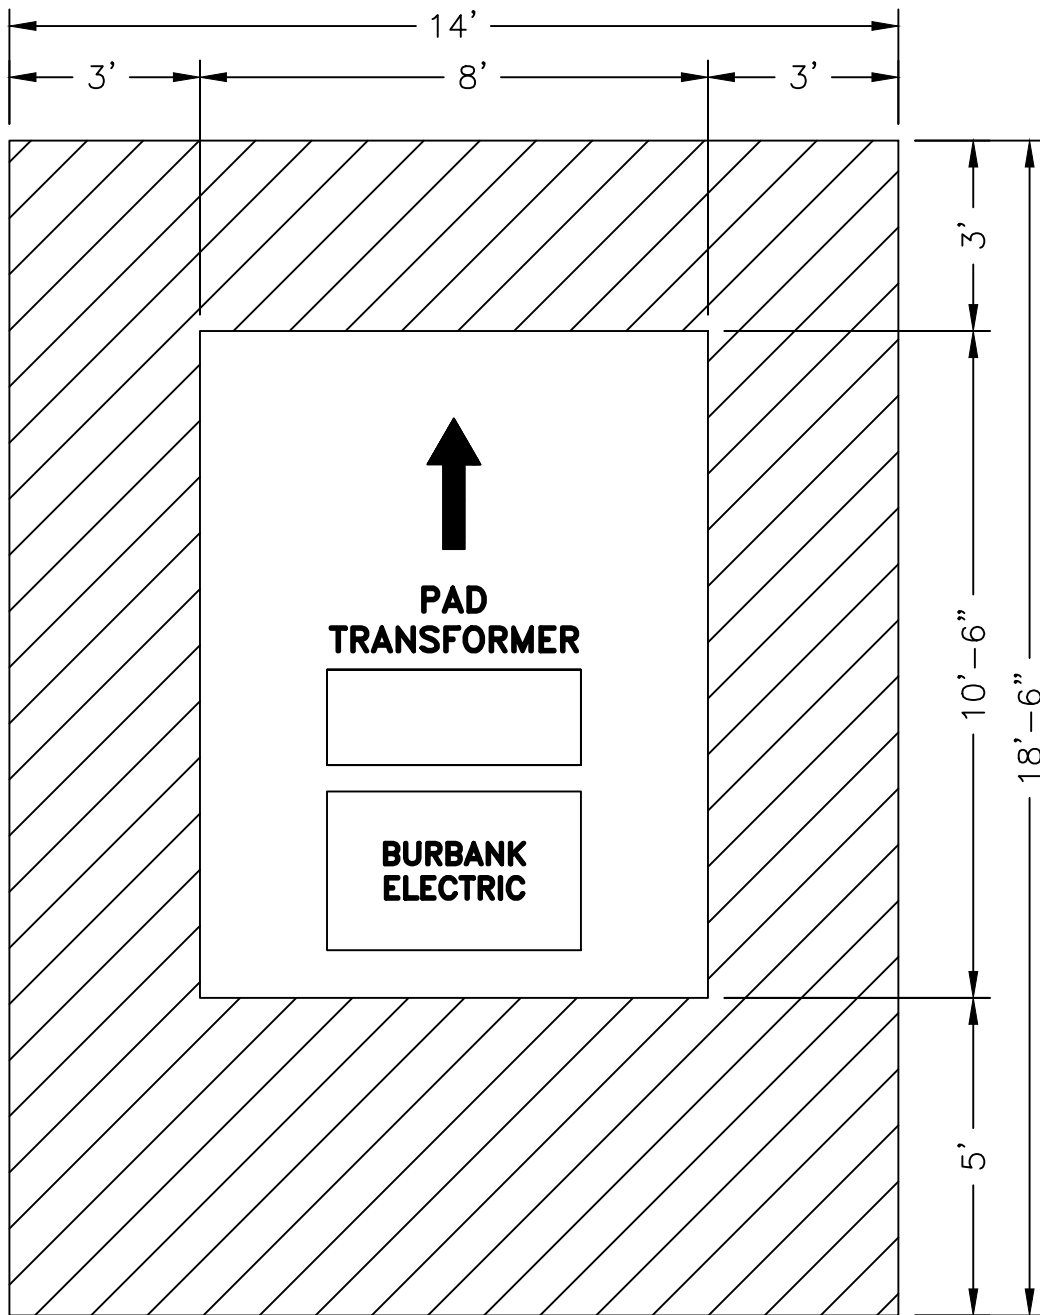 14'
3'
8'
3'
3'
PAD
TRANSFORMER
10'-6"
18'-6"
BURBANK
ELECTRIC
5'